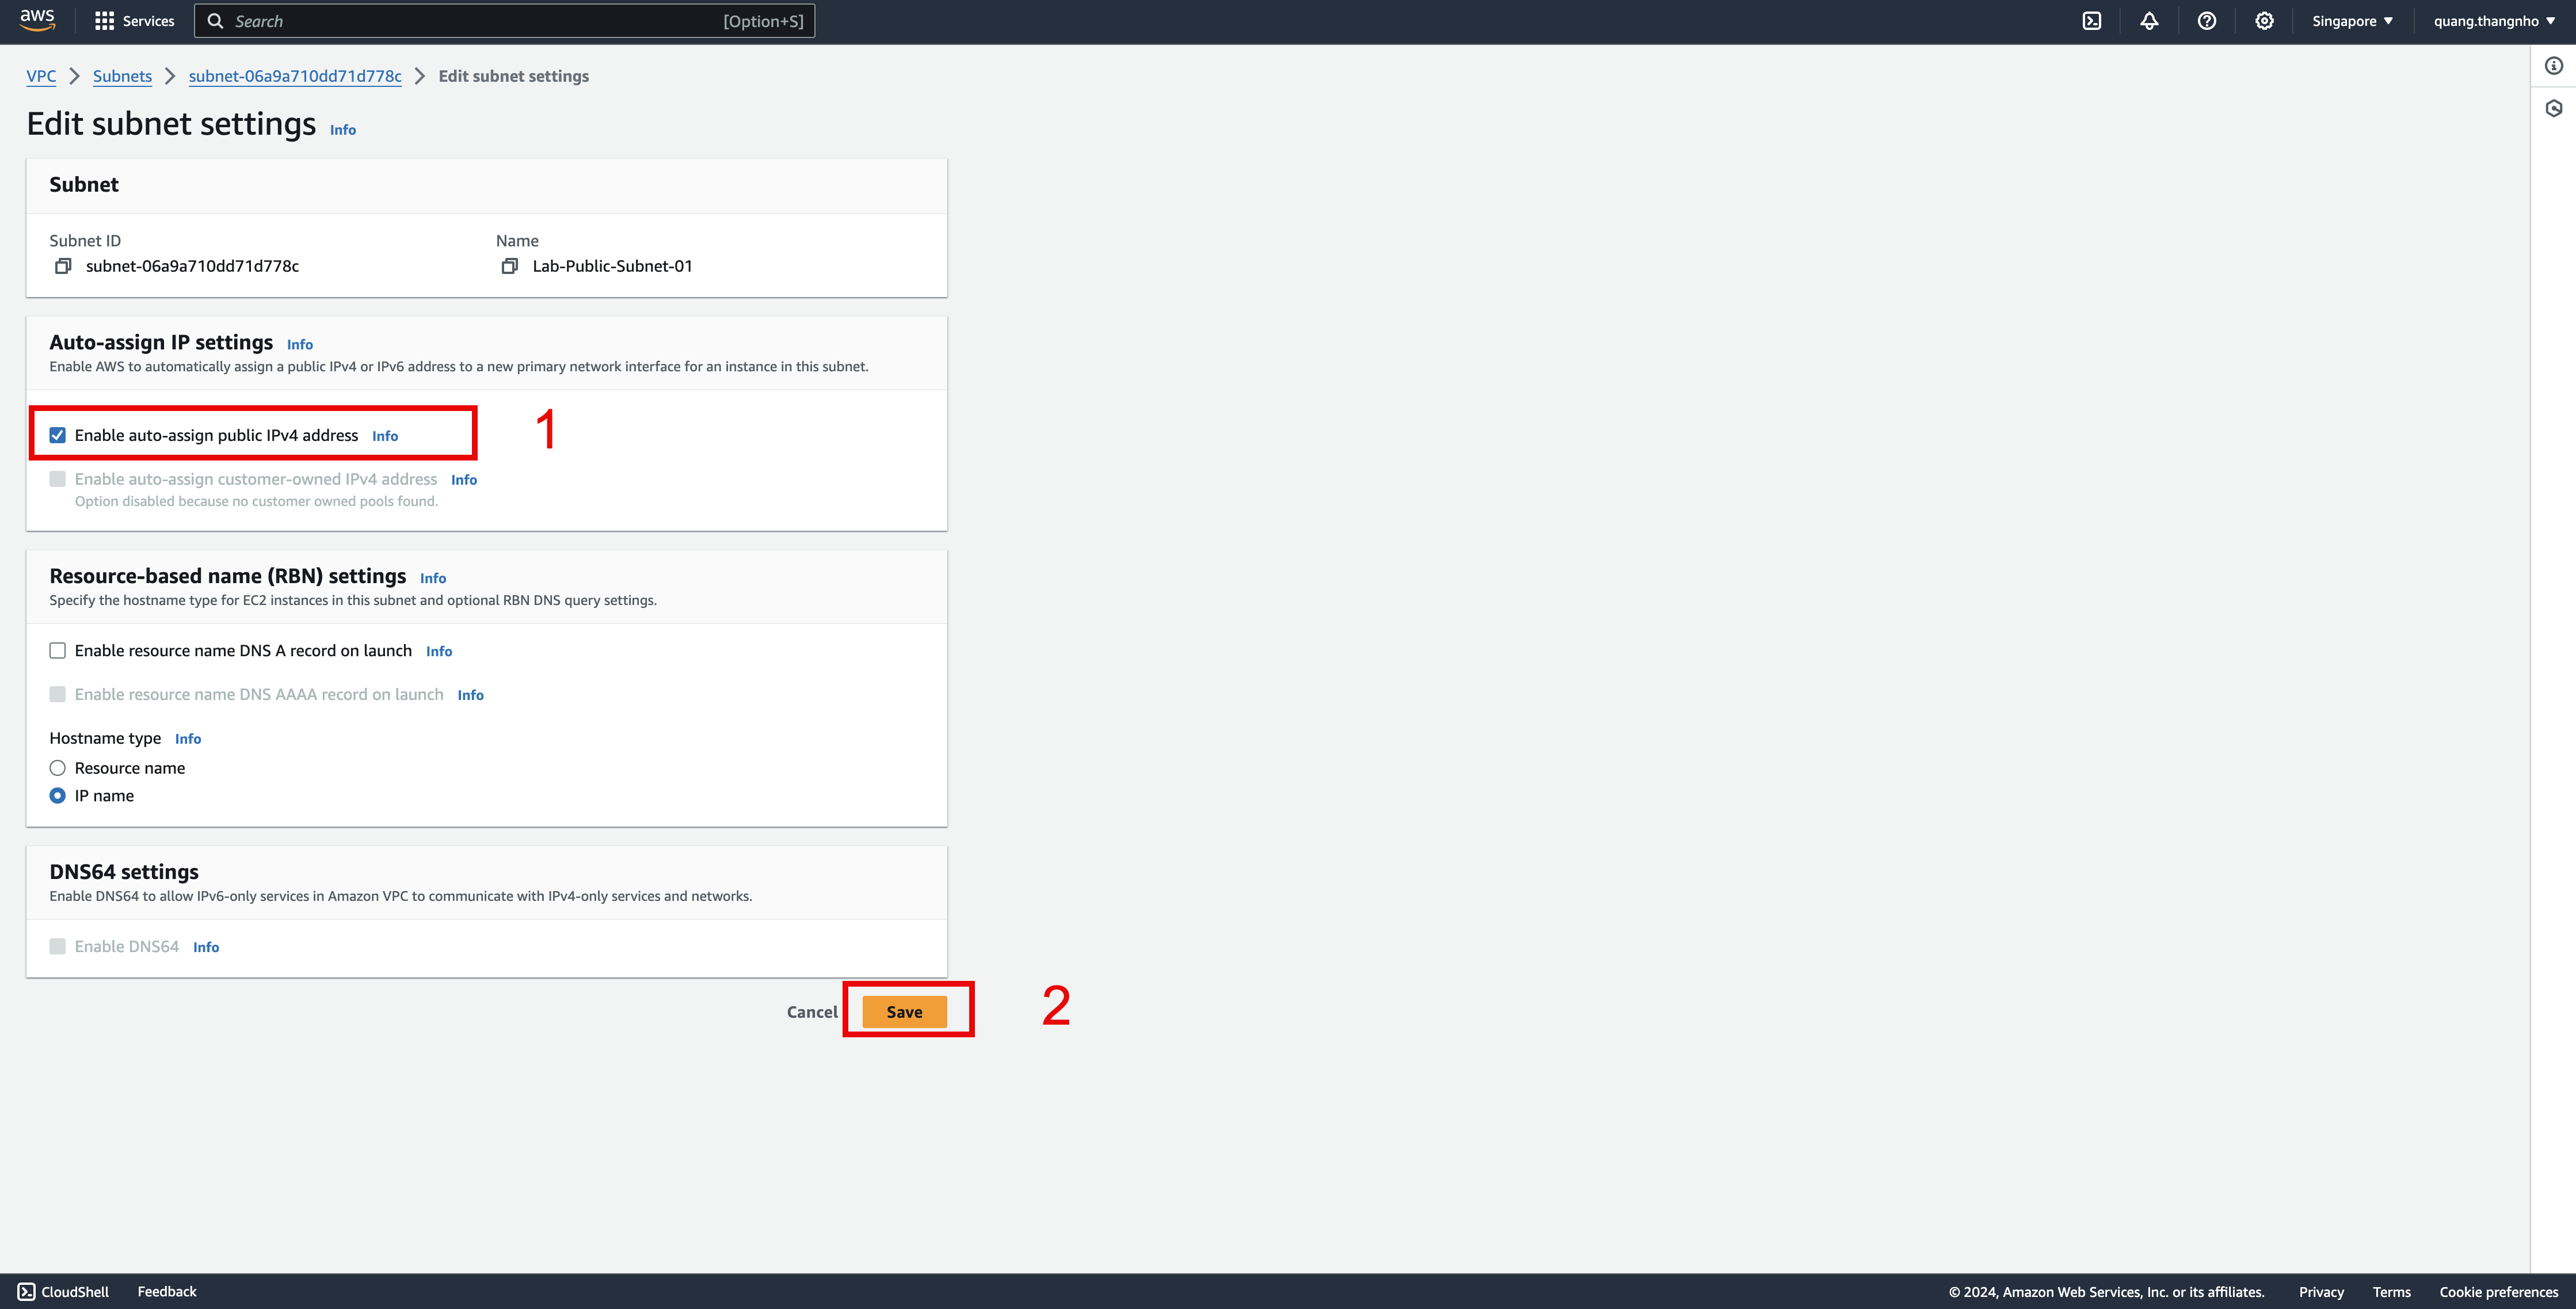 aws Services Search [Option+S] Singapore quang.thangnho
VPC Subnets subnet-06a9a710dd71d778c Edit subnet settings
Edit subnet settings Info
Subnet
Subnet ID Name
subnet-06a9a710dd71d778c Lab-Public-Subnet-01
Auto-assign IP settings Info
Enable AWS to automatically assign a public IPv4 or IPv6 address to a new primary network interface for an instance in this subnet.
Enable auto-assign public IPv4 address Info 1
Enable auto-assign customer-owned IPv4 address Info
Option disabled because no customer owned pools found.
Resource-based name (RBN) settings Info
Specify the hostname type for EC2 instances in this subnet and optional RBN DNS query settings.
Enable resource name DNS A record on launch Info
Enable resource name DNS AAAA record on launch Info
Hostname type Info
Resource name
IP name
DNS64 settings
Enable DNS64 to allow IPv6-only services in Amazon VPC to communicate with IPv4-only services and networks.
Enable DNS64 Info
Cancel Save 2
CloudShell Feedback © 2024, Amazon Web Services, Inc. or its affiliates. Privacy Terms Cookie preferences